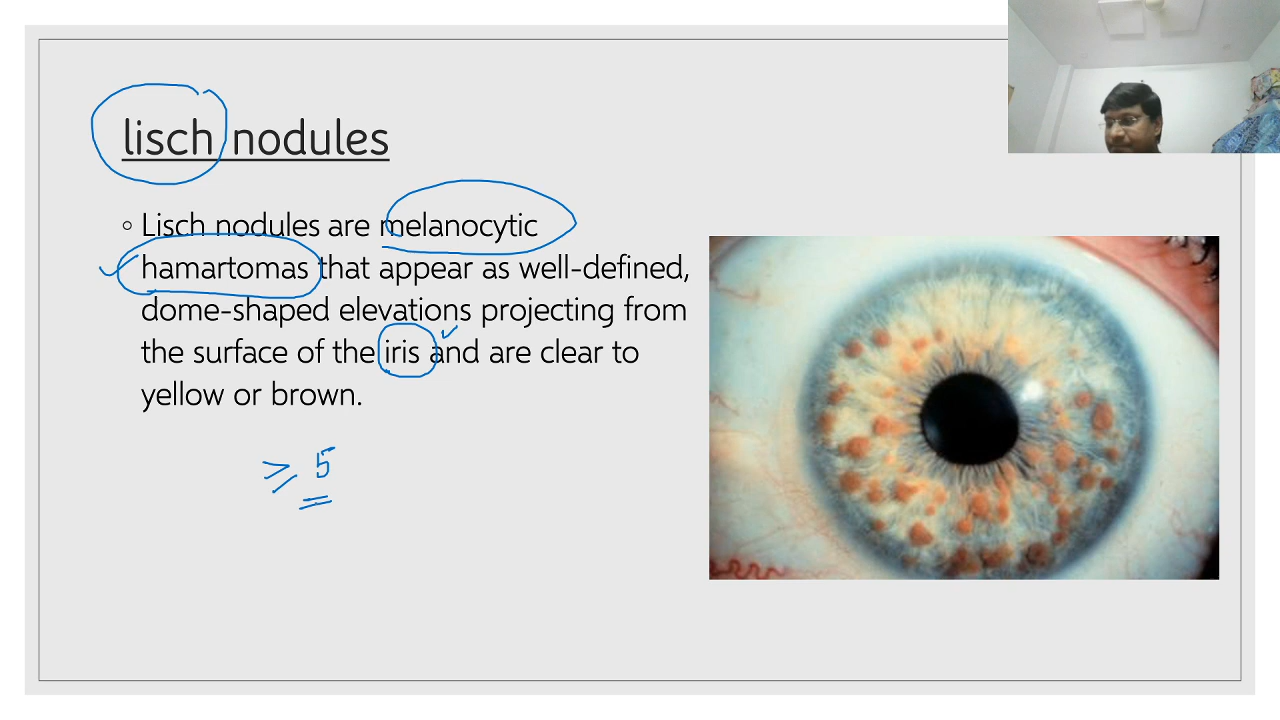 lisch nodules
Lisch nodules are melanocytic
hamartomas that appear as well-defined,
dome-shaped elevations projecting from
the surface of the iris and are clear to
yellow or brown.
≥ 5